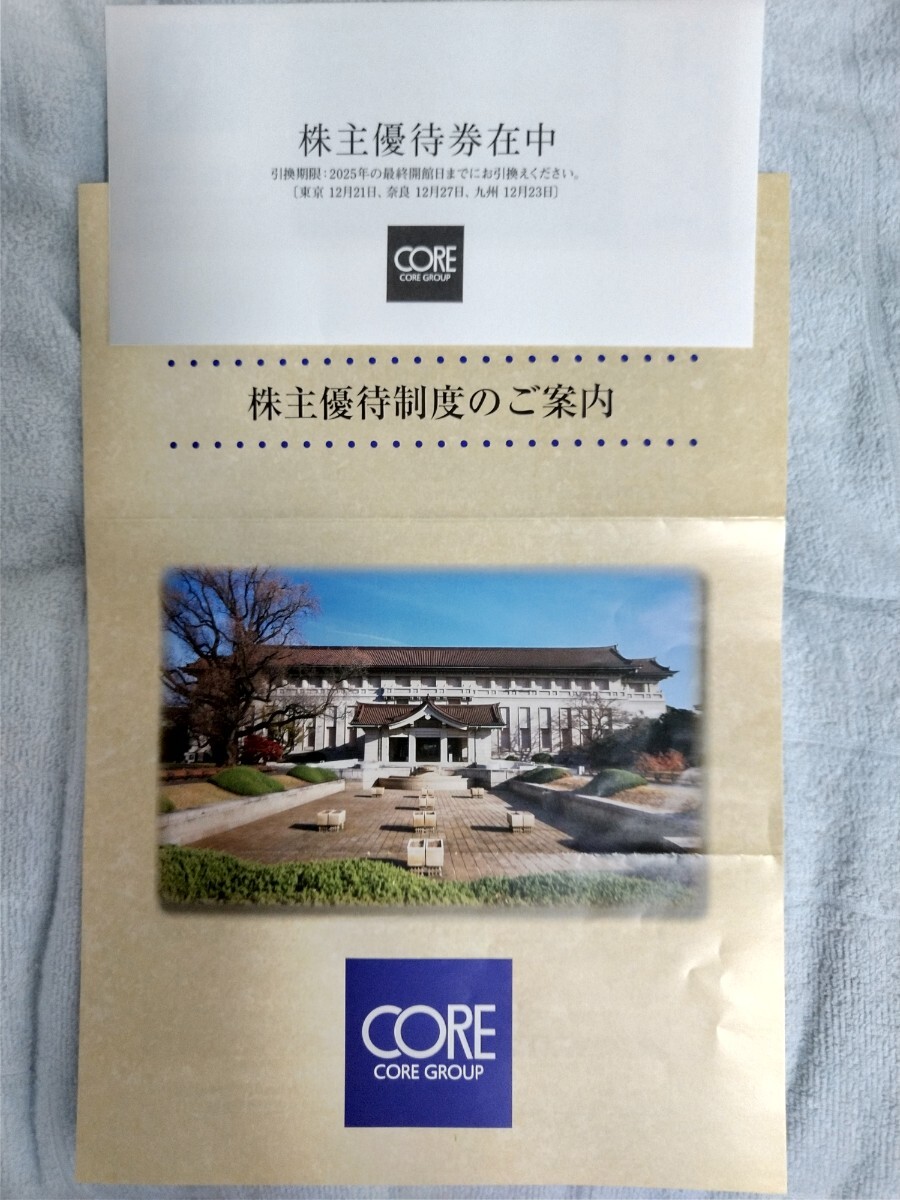 株主優待券在中
引換期限:2025年の最終開館日までにお引換えください。
〔東京 12月21日、奈良 12月27日、九州 12月23日〕
CORE
CORE GROUP
株主優待制度のご案内
CORE
CORE GROUP